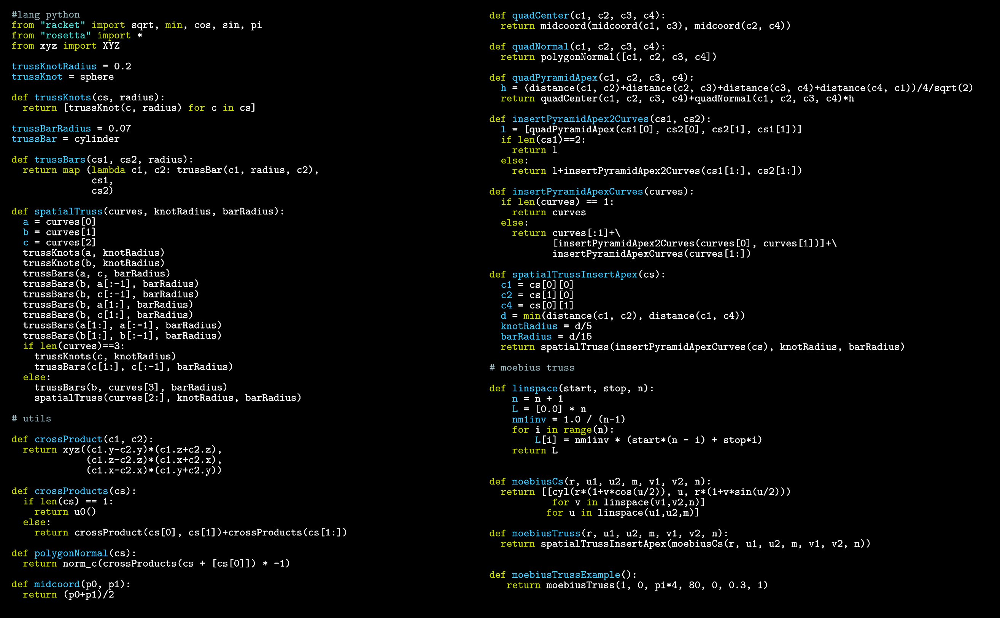 #lang python
from "racket" import sqrt, min, cos, sin, pi
from "rosetta" import *
from xyz import XYZ

trussKnotRadius = 0.2
trussKnot = sphere

def trussKnots(cs, radius):
  return [trussKnot(c, radius) for c in cs]

trussBarRadius = 0.07
trussBar = cylinder

def trussBars(cs1, cs2, radius):
  return map (lambda c1, c2: trussBar(c1, radius, c2),
              cs1,
              cs2)

def spatialTruss(curves, knotRadius, barRadius):
  a = curves[0]
  b = curves[1]
  c = curves[2]
  trussKnots(a, knotRadius)
  trussKnots(b, knotRadius)
  trussBars(a, c, barRadius)
  trussBars(b, a[:-1], barRadius)
  trussBars(b, c[:-1], barRadius)
  trussBars(b, a[1:], barRadius)
  trussBars(b, c[1:], barRadius)
  trussBars(a[1:], a[:-1], barRadius)
  trussBars(b[1:], b[:-1], barRadius)
  if len(curves)==3:
    trussKnots(c, knotRadius)
    trussBars(c[1:], c[:-1], barRadius)
  else:
    trussBars(b, curves[3], barRadius)
    spatialTruss(curves[2:], knotRadius, barRadius)

# utils

def crossProduct(c1, c2):
  return xyz((c1.y-c2.y)*(c1.z+c2.z),
             (c1.z-c2.z)*(c1.x+c2.x),
             (c1.x-c2.x)*(c1.y+c2.y))

def crossProducts(cs):
  if len(cs) == 1:
    return u0()
  else:
    return crossProduct(cs[0], cs[1])+crossProducts(cs[1:])

def polygonNormal(cs):
  return norm_c(crossProducts(cs + [cs[0]]) * -1)

def midcoord(p0, p1):
  return (p0+p1)/2

def quadCenter(c1, c2, c3, c4):
  return midcoord(midcoord(c1, c3), midcoord(c2, c4))

def quadNormal(c1, c2, c3, c4):
  return polygonNormal([c1, c2, c3, c4])

def quadPyramidApex(c1, c2, c3, c4):
  h = (distance(c1, c2)+distance(c2, c3)+distance(c3, c4)+distance(c4, c1))/4/sqrt(2)
  return quadCenter(c1, c2, c3, c4)+quadNormal(c1, c2, c3, c4)*h

def insertPyramidApex2Curves(cs1, cs2):
  l = [quadPyramidApex(cs1[0], cs2[0], cs2[1], cs1[1])]
  if len(cs1)==2:
    return l
  else:
    return l+insertPyramidApex2Curves(cs1[1:], cs2[1:])

def insertPyramidApexCurves(curves):
  if len(curves) == 1:
    return curves
  else:
    return curves[:1]+\
           [insertPyramidApex2Curves(curves[0], curves[1])]+\
           insertPyramidApexCurves(curves[1:])

def spatialTrussInsertApex(cs):
  c1 = cs[0][0]
  c2 = cs[1][0]
  c4 = cs[0][1]
  d = min(distance(c1, c2), distance(c1, c4))
  knotRadius = d/5
  barRadius = d/15
  return spatialTruss(insertPyramidApexCurves(cs), knotRadius, barRadius)

# moebius truss

def linspace(start, stop, n):
    n = n + 1
    L = [0.0] * n
    nm1inv = 1.0 / (n-1)
    for i in range(n):
        L[i] = nm1inv * (start*(n - i) + stop*i)
    return L

def moebiusCs(r, u1, u2, m, v1, v2, n):
  return [[cyl(r*(1+v*cos(u/2)), u, r*(1+v*sin(u/2)))
           for v in linspace(v1,v2,n)]
          for u in linspace(u1,u2,m)]

def moebiusTruss(r, u1, u2, m, v1, v2, n):
  return spatialTrussInsertApex(moebiusCs(r, u1, u2, m, v1, v2, n))

def moebiusTrussExample():
   return moebiusTruss(1, 0, pi*4, 80, 0, 0.3, 1)